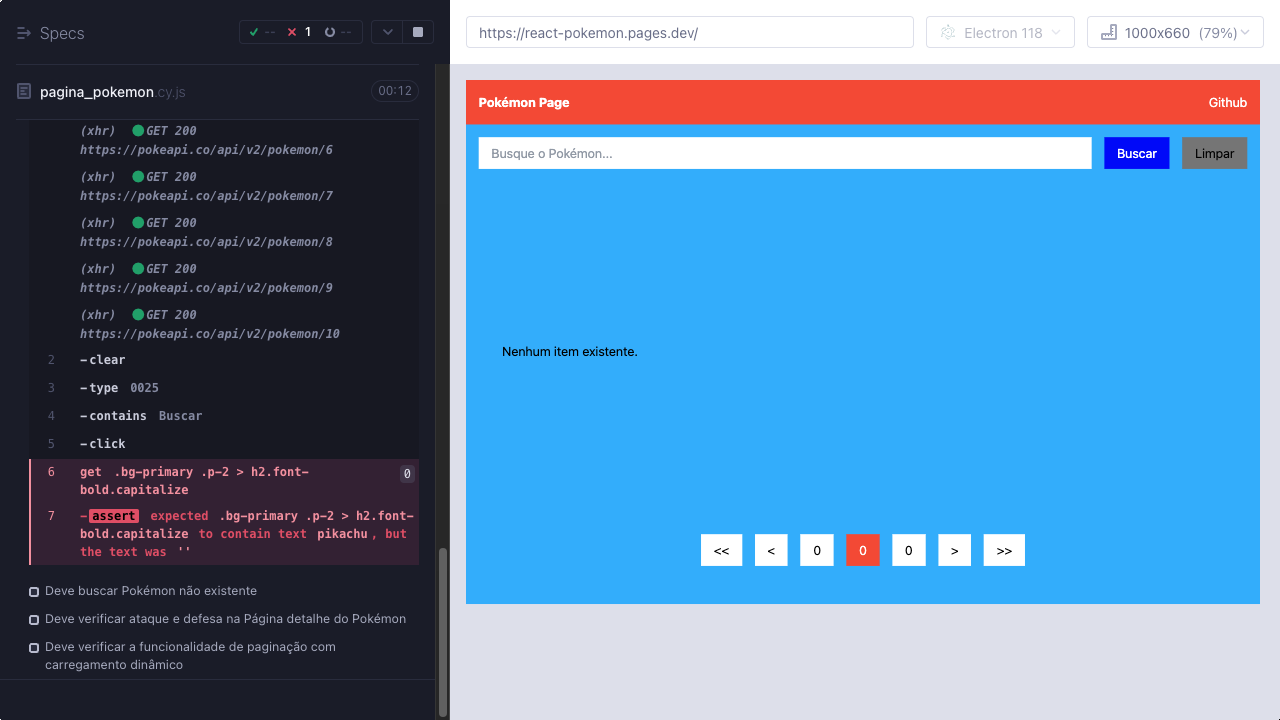 Specs
-- 1 --
https://react-pokemon.pages.dev/
Electron 118
1000x660 (79%)
pagina_pokemon.cy.js
00:12
(xhr) GET 200
https://pokeapi.co/api/v2/pokemon/6
(xhr) GET 200
https://pokeapi.co/api/v2/pokemon/7
(xhr) GET 200
https://pokeapi.co/api/v2/pokemon/8
(xhr) GET 200
https://pokeapi.co/api/v2/pokemon/9
(xhr) GET 200
https://pokeapi.co/api/v2/pokemon/10
2 -clear
3 -type 0025
4 -contains Buscar
5 -click
6 get .bg-primary .p-2 > h2.font-
bold.capitalize
0
7 -assert expected .bg-primary .p-2 > h2.font-
bold.capitalize to contain text pikachu, but
the text was ''
Deve buscar Pokémon não existente
Deve verificar ataque e defesa na Página detalhe do Pokémon
Deve verificar a funcionalidade de paginação com
carregamento dinâmico
Pokémon Page
Github
Busque o Pokémon...
Buscar
Limpar
Nenhum item existente.
<< < 0 0 0 > >>